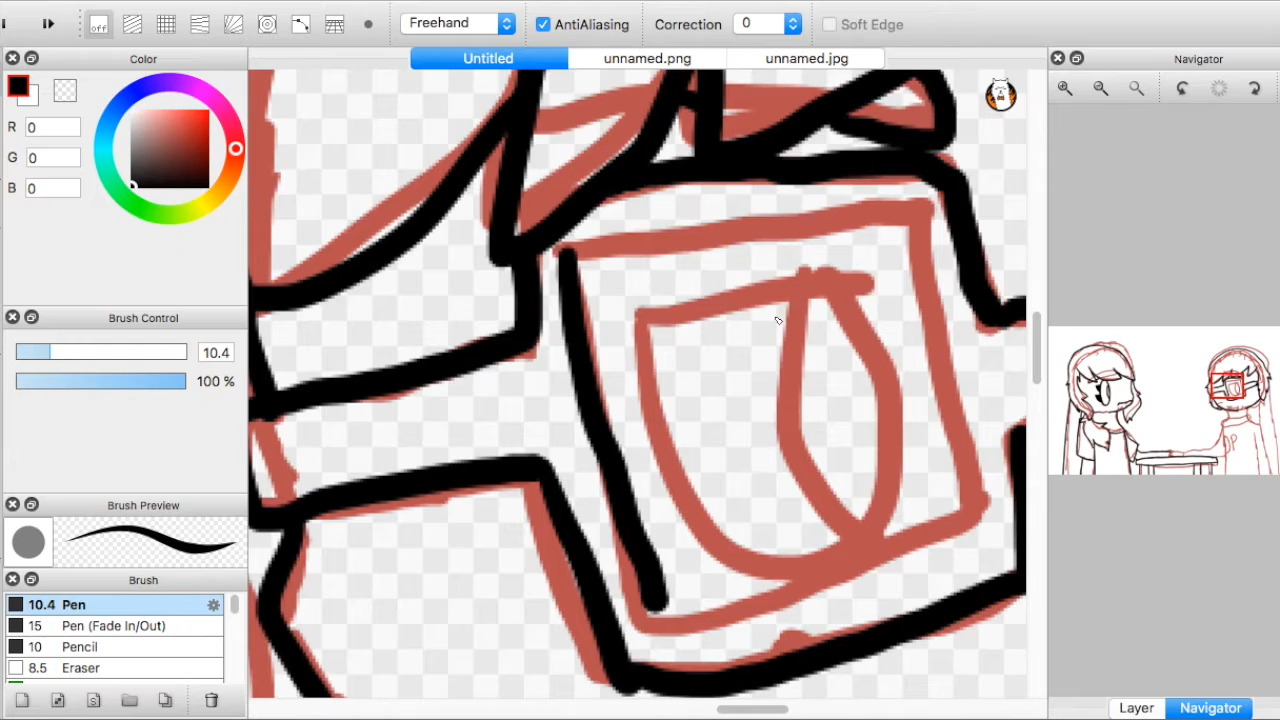 off
Freehand
AntiAliasing
Correction
0
Soft Edge
Color
Untitled
unnamed.png
unnamed.jpg
Navigator
R
0
G
0
B
0
Brush Control
10.4
100 %
Brush Preview
Brush
10.4 Pen
15 Pen (Fade In/Out)
10 Pencil
8.5 Eraser
Layer
Navigator